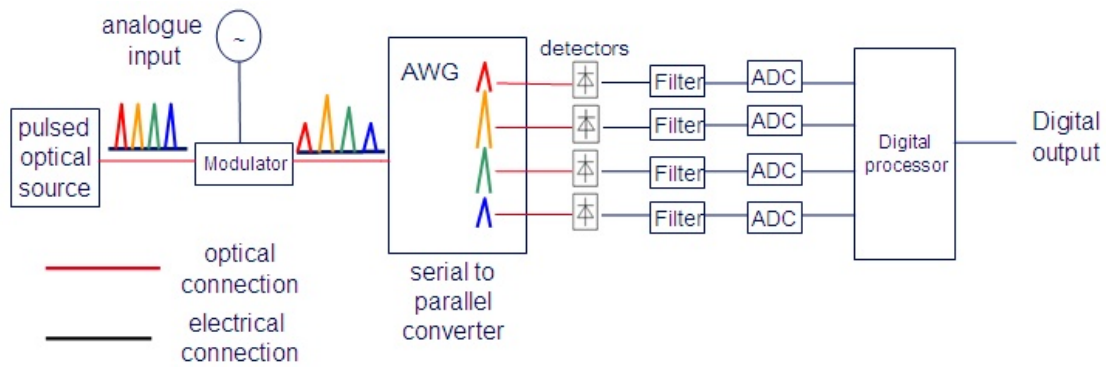 analogue
input
~
pulsed
optical
source
Modulator
AWG
serial to
parallel
converter
detectors
Filter
ADC
Filter
ADC
Filter
ADC
Filter
ADC
Digital
processor
Digital
output
optical
connection
electrical
connection